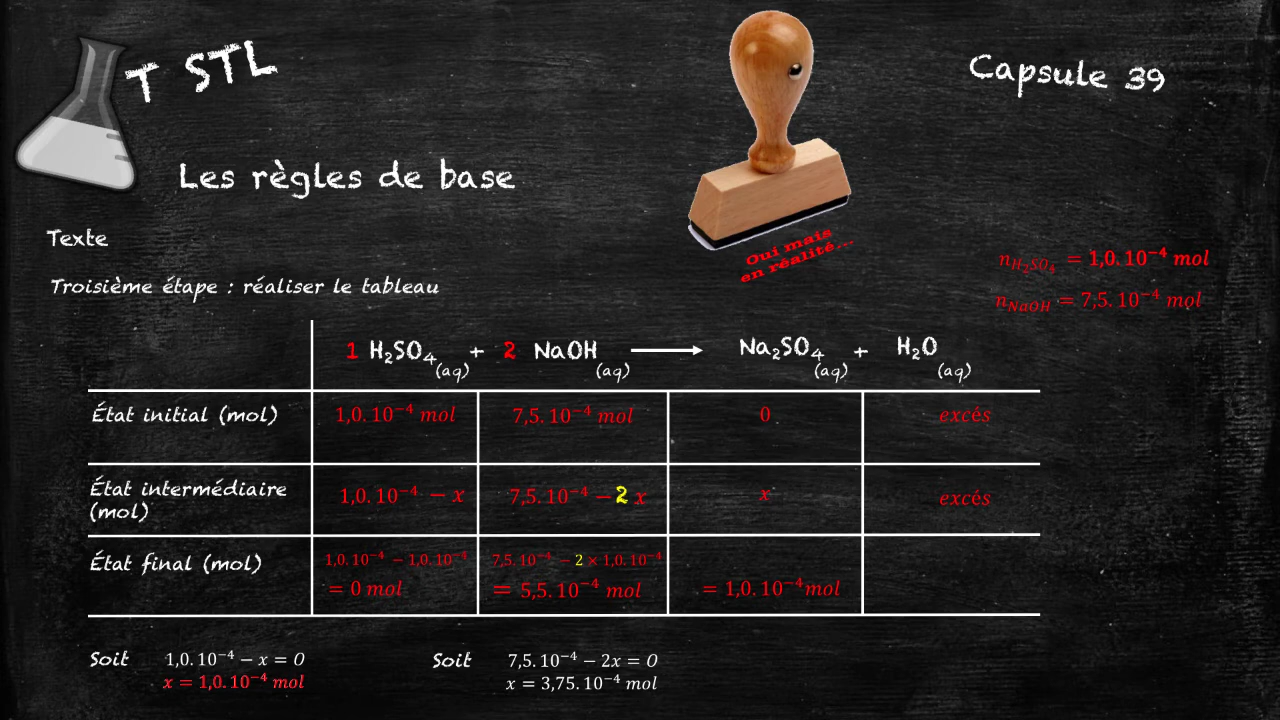 T STL
Capsule 39
Les règles de base
Oui mais
en réalité...
Texte
n_{H₂SO₄} = 1,0.10⁻⁴ mol
n_{NaOH} = 7,5.10⁻⁴ mol
Troisième étape : réaliser le tableau
1 H₂SO₄ (aq) + 2 NaOH (aq) ⟶ Na₂SO₄ (aq) + H₂O (aq)
État initial (mol) 1,0.10⁻⁴ mol 7,5.10⁻⁴ mol 0 excés
État intermédiaire
(mol) 1,0.10⁻⁴ − x 7,5.10⁻⁴ − 2 x x excés
État final (mol) 1,0.10⁻⁴ − 1,0.10⁻⁴ 7,5.10⁻⁴ − 2 × 1,0.10⁻⁴
= 0 mol = 5,5.10⁻⁴ mol = 1,0.10⁻⁴ mol
Soit 1,0.10⁻⁴ − x = 0 Soit 7,5.10⁻⁴ − 2x = 0
x = 1,0.10⁻⁴ mol x = 3,75.10⁻⁴ mol